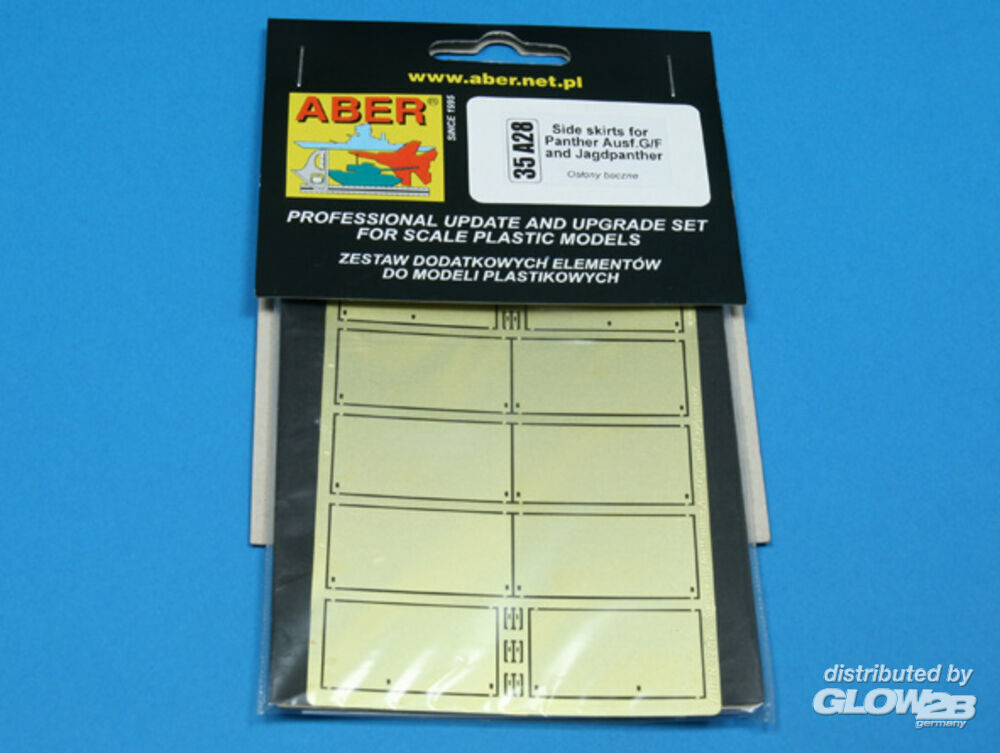 www.aber.net.pl
ABER®
SINCE 1995
35 A28
Side skirts for
Panther Ausf.G/F
and Jagdpanther
Osłony boczne
PROFESSIONAL UPDATE AND UPGRADE SET
FOR SCALE PLASTIC MODELS
ZESTAW DODATKOWYCH ELEMENTÓW
DO MODELI PLASTIKOWYCH
distributed by
GLOW2B
germany